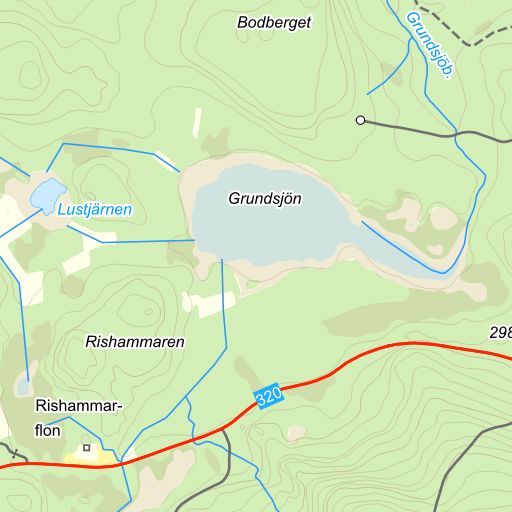 Bodberget
Grundsjöb.
Grundsjön
Lustjärnen
298
Rishammaren
320
Rishammar-
flon